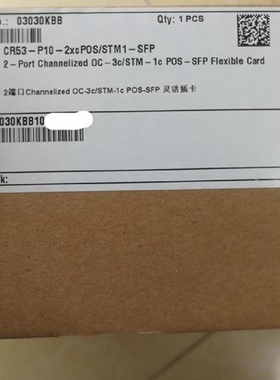 : 03030KBB Qty: 1 PCS
CR53-P10-2xcPOS/STM1-SFP
2-Port Channelized OC-3c/STM-1c POS-SFP Flexible Card
2端口Channelized OC-3c/STM-1c POS-SFP 灵活插卡
030KBB10
rk: